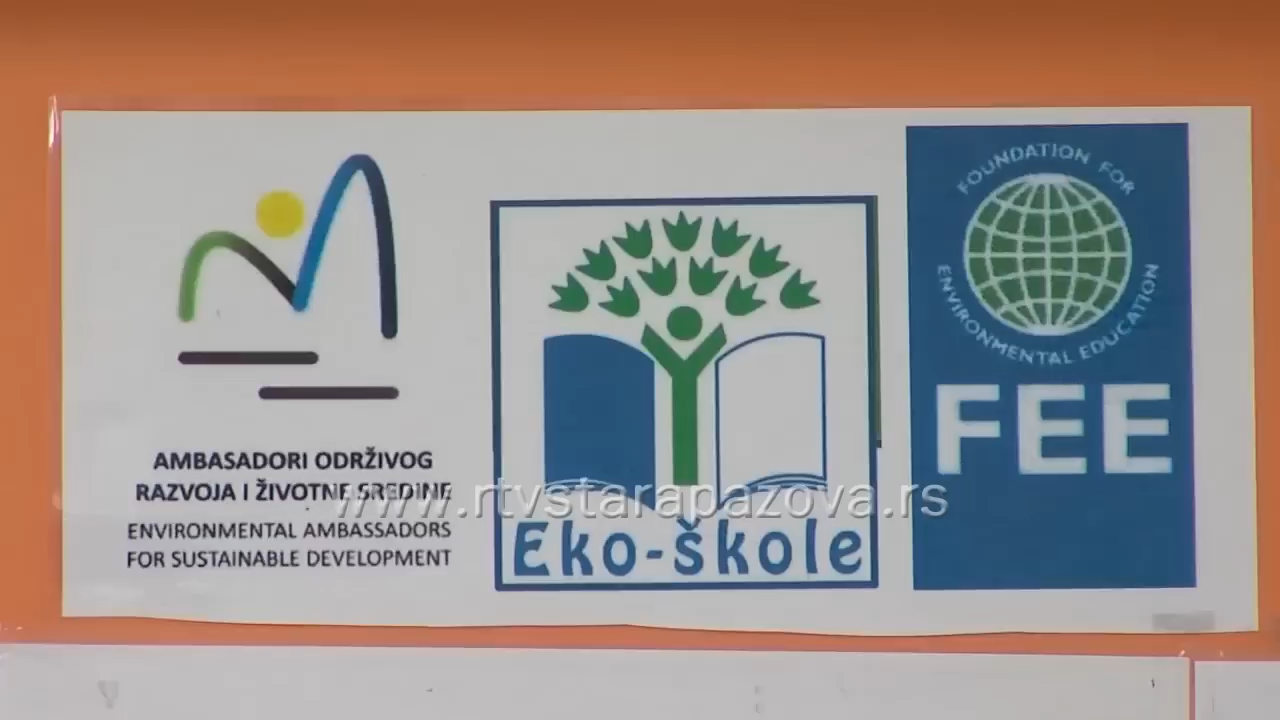 AMBASADORI ODRŽIVOG
RAZVOJA I ŽIVOTNE SREDINE
ENVIRONMENTAL AMBASSADORS
FOR SUSTAINABLE DEVELOPMENT
Eko-škole
FOUNDATION FOR
ENVIRONMENTAL EDUCATION
FEE
www.rtvstarapazova.rs